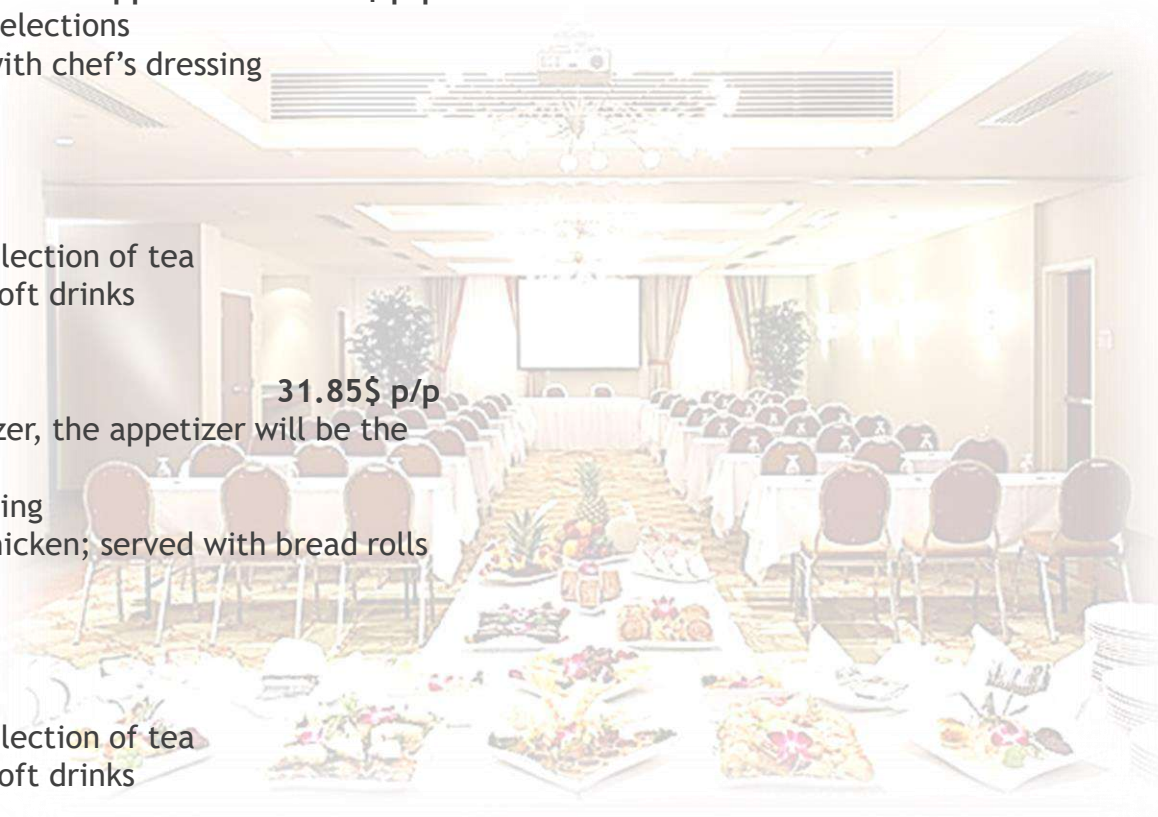 elections
with chef's dressing
lection of tea
oft drinks
31.85$ p/p
zer, the appetizer will be the
ing
hicken; served with bread rolls
lection of tea
oft drinks